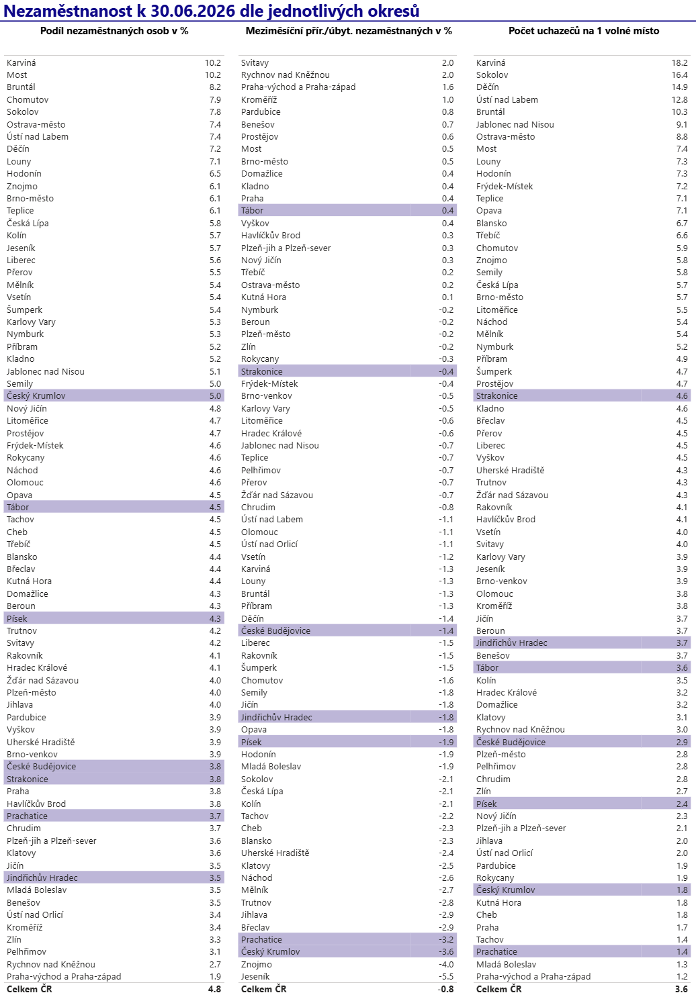 Nezaměstnanost k 30.06.2026 dle jednotlivých okresů
Podíl nezaměstnaných osob v % Meziměsíční přír./úbyt. nezaměstnaných v % Počet uchazečů na 1 volné místo
Karviná 10.2 Svitavy 2.0 Karviná 18.2
Most 10.2 Rychnov nad Kněžnou 2.0 Sokolov 16.4
Bruntál 8.2 Praha-východ a Praha-západ 1.6 Děčín 14.9
Chomutov 7.9 Kroměříž 1.0 Ústí nad Labem 12.8
Sokolov 7.8 Pardubice 0.8 Bruntál 10.3
Ostrava-město 7.4 Benešov 0.7 Jablonec nad Nisou 9.1
Ústí nad Labem 7.4 Prostějov 0.6 Ostrava-město 8.8
Děčín 7.2 Most 0.5 Most 7.4
Louny 7.1 Brno-město 0.5 Louny 7.3
Hodonín 6.5 Domažlice 0.4 Hodonín 7.3
Znojmo 6.1 Kladno 0.4 Frýdek-Místek 7.2
Brno-město 6.1 Praha 0.4 Teplice 7.1
Teplice 6.1 Tábor 0.4 Opava 7.1
Česká Lípa 5.8 Vyškov 0.4 Blansko 6.7
Kolín 5.7 Havlíčkův Brod 0.3 Třebíč 6.6
Jeseník 5.7 Plzeň-jih a Plzeň-sever 0.3 Chomutov 5.9
Liberec 5.6 Nový Jičín 0.3 Znojmo 5.8
Přerov 5.5 Třebíč 0.2 Semily 5.8
Mělník 5.4 Ostrava-město 0.2 Česká Lípa 5.7
Vsetín 5.4 Kutná Hora 0.1 Brno-město 5.7
Šumperk 5.4 Nymburk -0.2 Litoměřice 5.5
Karlovy Vary 5.3 Beroun -0.2 Náchod 5.4
Nymburk 5.3 Plzeň-město -0.2 Mělník 5.4
Příbram 5.2 Zlín -0.2 Nymburk 5.2
Kladno 5.2 Rokycany -0.3 Příbram 4.9
Jablonec nad Nisou 5.1 Strakonice -0.4 Šumperk 4.7
Semily 5.0 Frýdek-Místek -0.4 Prostějov 4.7
Český Krumlov 5.0 Brno-venkov -0.5 Strakonice 4.6
Nový Jičín 4.8 Karlovy Vary -0.5 Kladno 4.6
Litoměřice 4.7 Litoměřice -0.6 Břeclav 4.5
Prostějov 4.7 Hradec Králové -0.6 Přerov 4.5
Frýdek-Místek 4.6 Jablonec nad Nisou -0.7 Liberec 4.5
Rokycany 4.6 Teplice -0.7 Vyškov 4.5
Náchod 4.6 Pelhřimov -0.7 Uherské Hradiště 4.3
Olomouc 4.6 Přerov -0.7 Trutnov 4.3
Opava 4.5 Žďár nad Sázavou -0.7 Žďár nad Sázavou 4.3
Tábor 4.5 Chrudim -0.8 Rakovník 4.1
Tachov 4.5 Ústí nad Labem -1.1 Havlíčkův Brod 4.1
Cheb 4.5 Olomouc -1.1 Vsetín 4.0
Třebíč 4.5 Ústí nad Orlicí -1.1 Svitavy 4.0
Blansko 4.4 Vsetín -1.2 Karlovy Vary 3.9
Břeclav 4.4 Karviná -1.3 Jeseník 3.9
Kutná Hora 4.4 Louny -1.3 Brno-venkov 3.9
Domažlice 4.3 Bruntál -1.3 Olomouc 3.8
Beroun 4.3 Příbram -1.3 Kroměříž 3.8
Písek 4.3 Děčín -1.4 Jičín 3.7
Trutnov 4.2 České Budějovice -1.4 Beroun 3.7
Svitavy 4.2 Liberec -1.5 Jindřichův Hradec 3.7
Rakovník 4.1 Rakovník -1.5 Benešov 3.7
Hradec Králové 4.1 Šumperk -1.5 Tábor 3.6
Žďár nad Sázavou 4.0 Chomutov -1.6 Kolín 3.5
Plzeň-město 4.0 Semily -1.8 Hradec Králové 3.2
Jihlava 4.0 Jičín -1.8 Domažlice 3.2
Pardubice 3.9 Jindřichův Hradec -1.8 Klatovy 3.1
Vyškov 3.9 Opava -1.8 Rychnov nad Kněžnou 3.0
Uherské Hradiště 3.9 Písek -1.9 České Budějovice 2.9
Brno-venkov 3.9 Hodonín -1.9 Plzeň-město 2.8
České Budějovice 3.8 Mladá Boleslav -1.9 Pelhřimov 2.8
Strakonice 3.8 Sokolov -2.1 Chrudim 2.8
Praha 3.8 Česká Lípa -2.1 Zlín 2.7
Havlíčkův Brod 3.8 Kolín -2.1 Písek 2.4
Prachatice 3.7 Tachov -2.2 Nový Jičín 2.3
Chrudim 3.7 Cheb -2.3 Plzeň-jih a Plzeň-sever 2.1
Plzeň-jih a Plzeň-sever 3.6 Blansko -2.3 Jihlava 2.0
Klatovy 3.6 Uherské Hradiště -2.4 Ústí nad Orlicí 2.0
Jičín 3.5 Klatovy -2.5 Pardubice 1.9
Jindřichův Hradec 3.5 Náchod -2.6 Rokycany 1.9
Mladá Boleslav 3.5 Mělník -2.7 Český Krumlov 1.8
Benešov 3.5 Trutnov -2.8 Kutná Hora 1.8
Ústí nad Orlicí 3.4 Jihlava -2.9 Cheb 1.8
Kroměříž 3.4 Břeclav -2.9 Praha 1.7
Zlín 3.3 Prachatice -3.2 Tachov 1.4
Pelhřimov 3.1 Český Krumlov -3.6 Prachatice 1.4
Rychnov nad Kněžnou 2.7 Znojmo -4.0 Mladá Boleslav 1.3
Praha-východ a Praha-západ 1.9 Jeseník -5.5 Praha-východ a Praha-západ 1.2
Celkem ČR 4.8 Celkem ČR -0.8 Celkem ČR 3.6